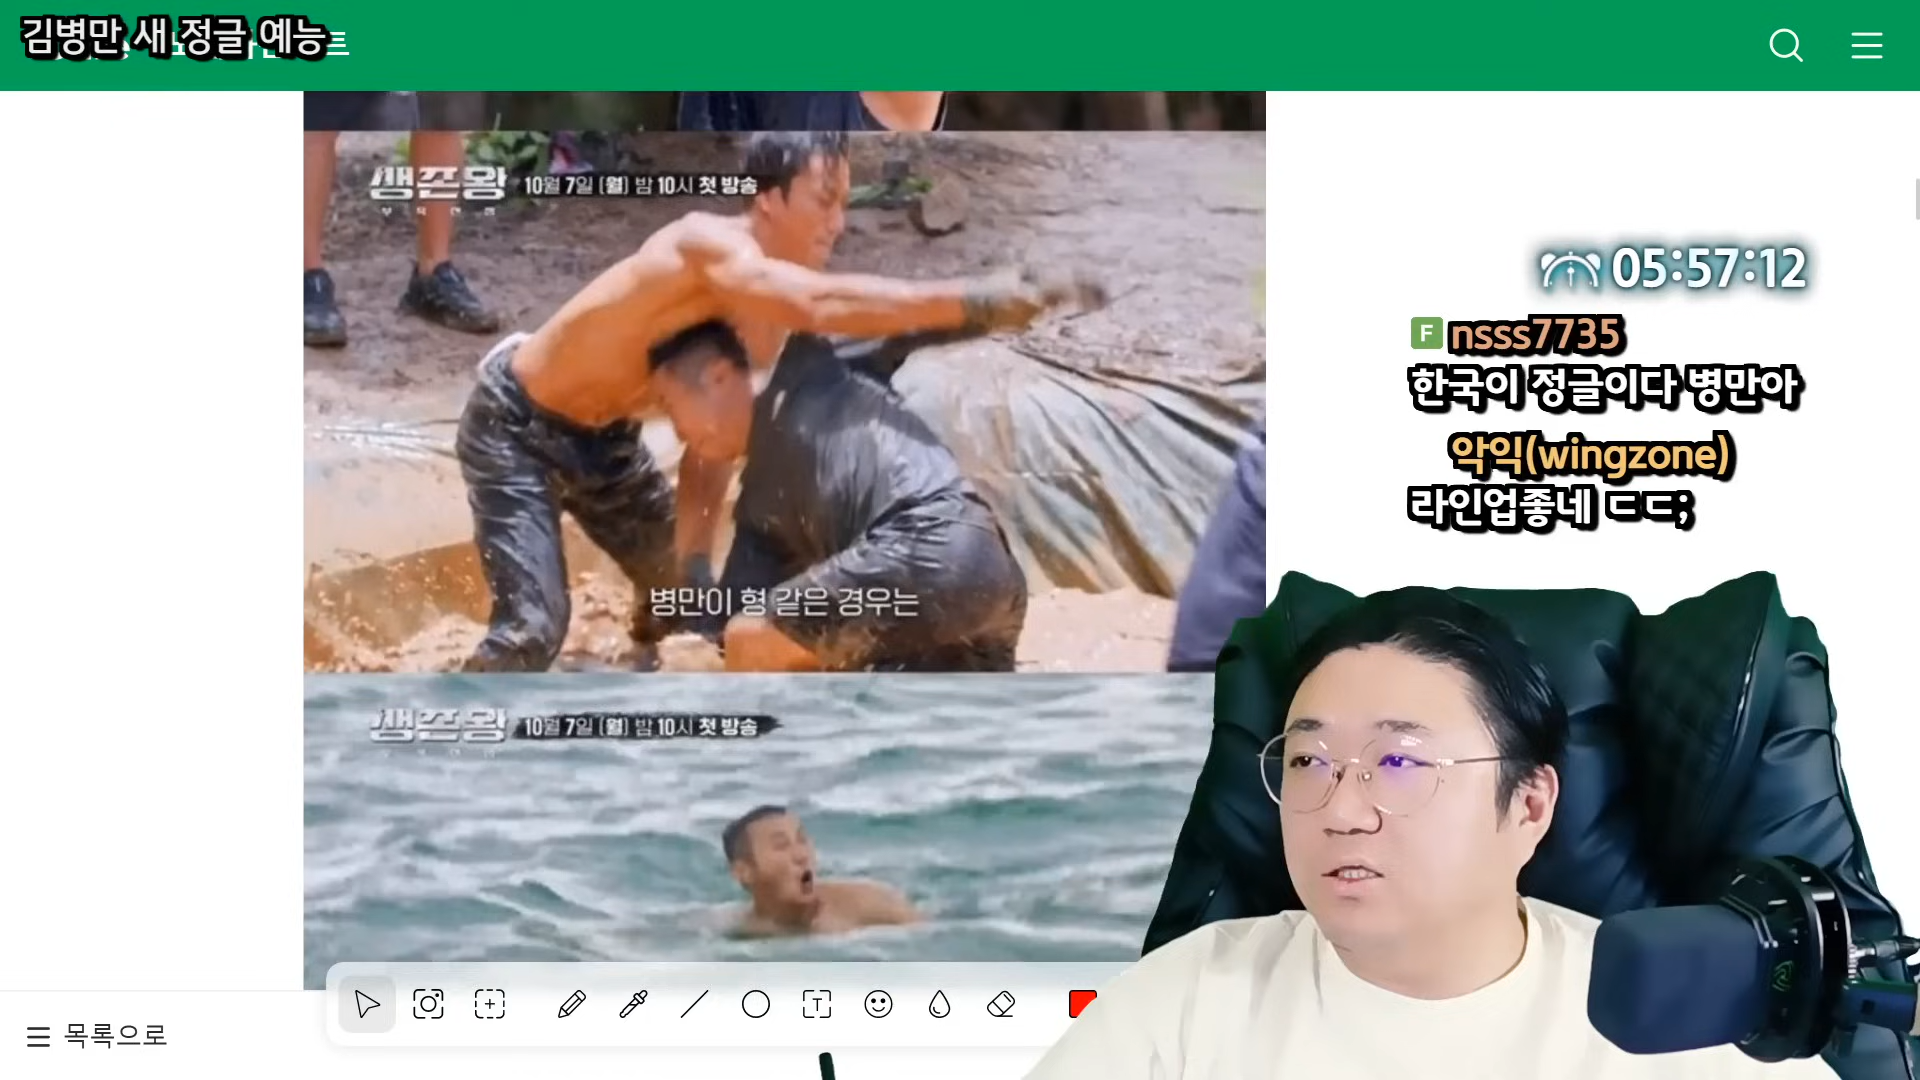 김병만 새 정글 예능
생존왕 10월 7일 (월) 밤 10시 첫 방송
부족전쟁
05:57:12
F nsss7735
한국이 정글이다 병만아
악익(wingzone)
라인업좋네 ㄷㄷ;
병만이 형 같은 경우는
생존왕 10월 7일 (월) 밤 10시 첫 방송
T
목록으로